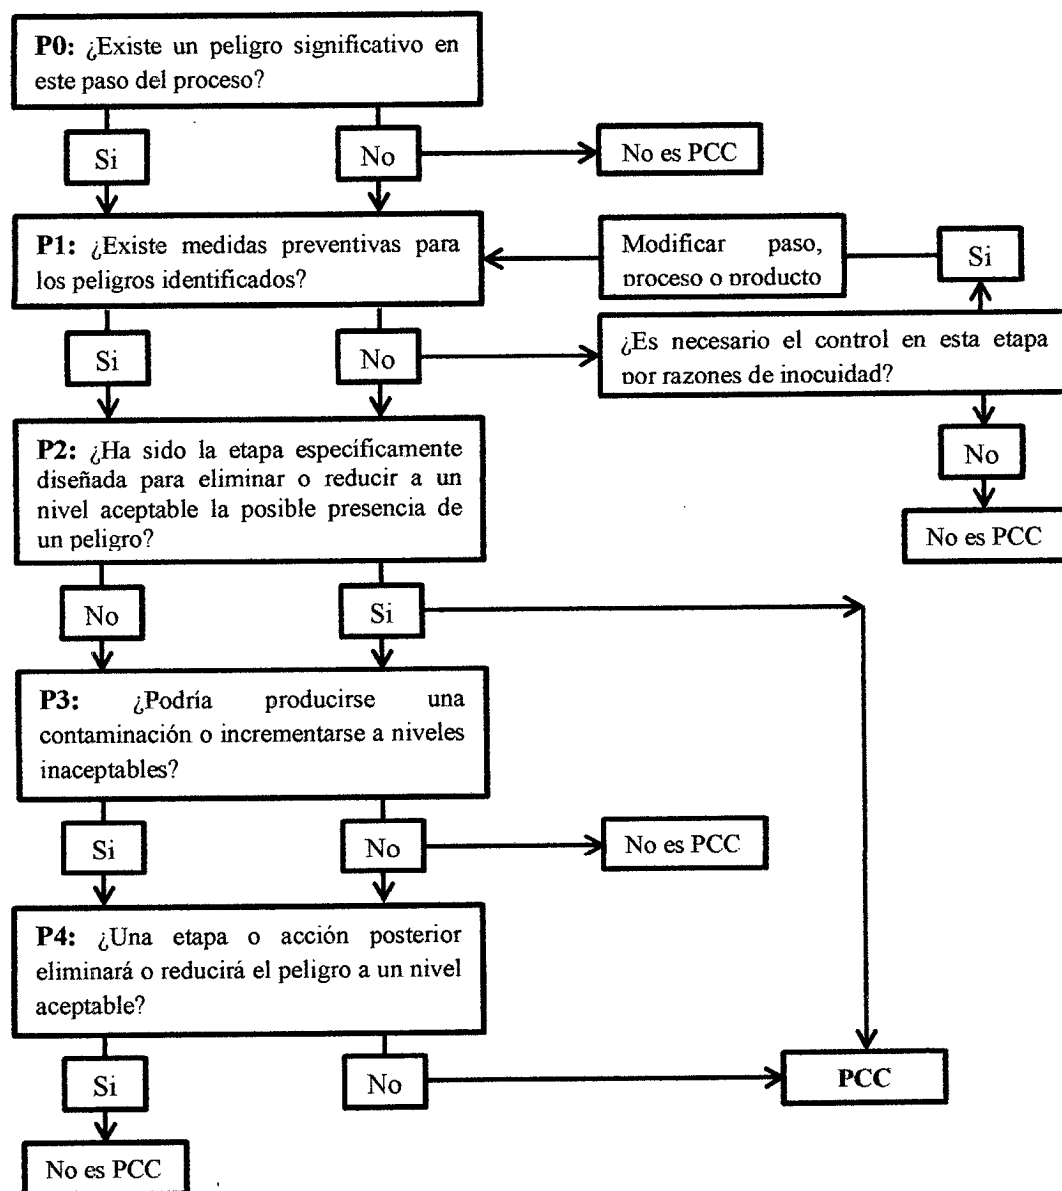 P0: ¿Existe un peligro significativo en
este paso del proceso?
Si
No
No es PCC
P1: ¿Existe medidas preventivas para
los peligros identificados?
Modificar paso,
proceso o producto
Si
Si
No
¿Es necesario el control en esta etapa
por razones de inocuidad?
No
No es PCC
P2: ¿Ha sido la etapa específicamente
diseñada para eliminar o reducir a un
nivel aceptable la posible presencia de
un peligro?
No
Si
P3: ¿Podría producirse una
contaminación o incrementarse a niveles
inaceptables?
Si
No
No es PCC
P4: ¿Una etapa o acción posterior
eliminará o reducirá el peligro a un nivel
aceptable?
Si
No
PCC
No es PCC